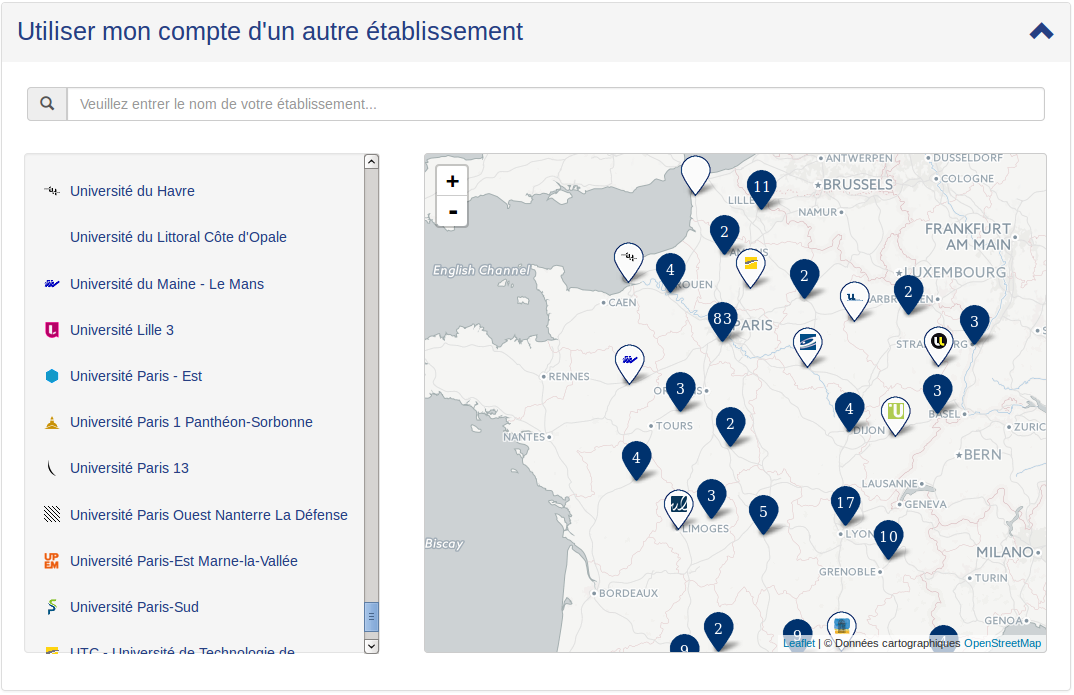 Utiliser mon compte d'un autre établissement
Veuillez entrer le nom de votre établissement...
Université du Havre
Université du Littoral Côte d'Opale
Université du Maine - Le Mans
Université Lille 3
Université Paris - Est
Université Paris 1 Panthéon-Sorbonne
Université Paris 13
Université Paris Ouest Nanterre La Défense
UP
EM
Université Paris-Est Marne-la-Vallée
Université Paris-Sud
UTC - Université de Technologie de
+
-
ANTWERPEN
DUSSELDORF
COLOGNE
BRUSSELS
11
LILLE
NAMUR
2
FRANKFURT
AM MAIN
English Channel
4
ROUEN
2
LUXEMBOURG
2
CAEN
83
PARIS
3
RENNES
3
3
BASEL
TOURS
2
4
DIJON
ZURIC
NANTES
4
BERN
LAUSANNE
3
5
17
GENEVA
LIMOGES
LYON
10
Biscay
MILANO
GRENOBLE
TURIN
BORDEAUX
GENOA
2
9
9
4
Leaflet | © Données cartographiques OpenStreetMap